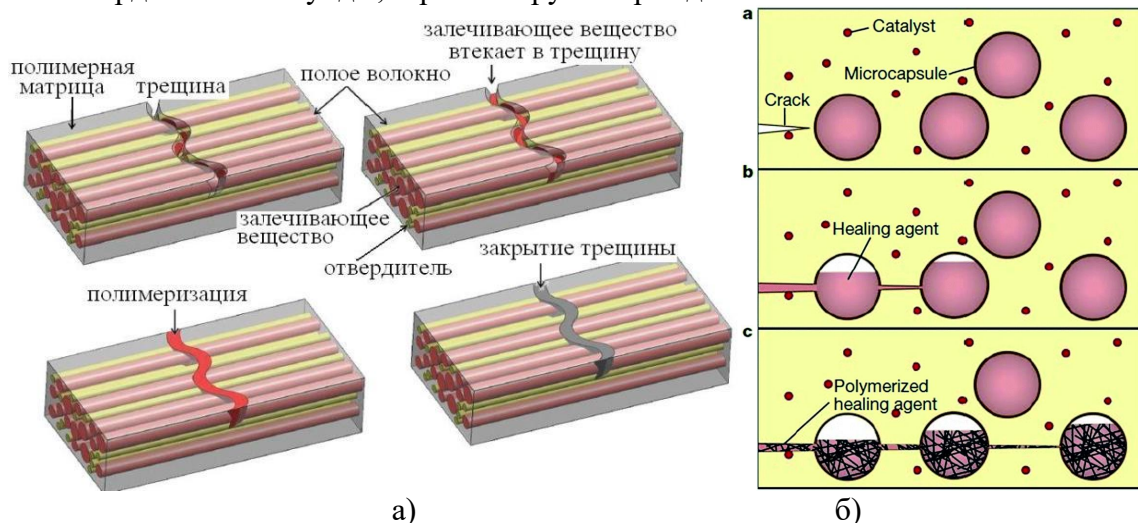 полимерная
матрица
трещина
полое волокно
залечивающее вещество
втекает в трещину
залечивающее
вещество
отвердитель
полимеризация
закрытие трещины
а)
a
Catalyst
Microcapsule
Crack
b
Healing agent
c
Polymerized
healing agent
б)